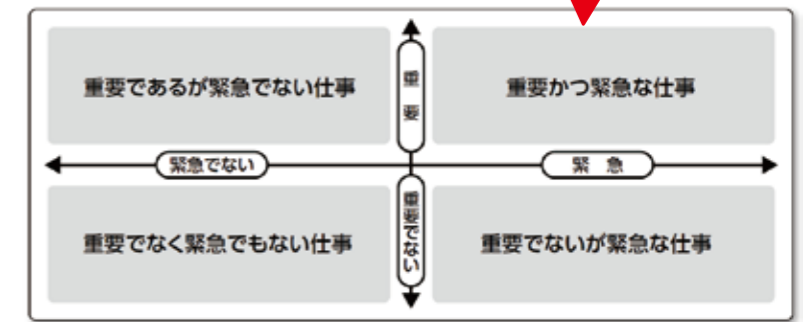 重要であるが緊急でない仕事
重要
重要かつ緊急な仕事
緊急でない
緊急
重要でなく緊急でもない仕事
重要でない
重要でないが緊急な仕事